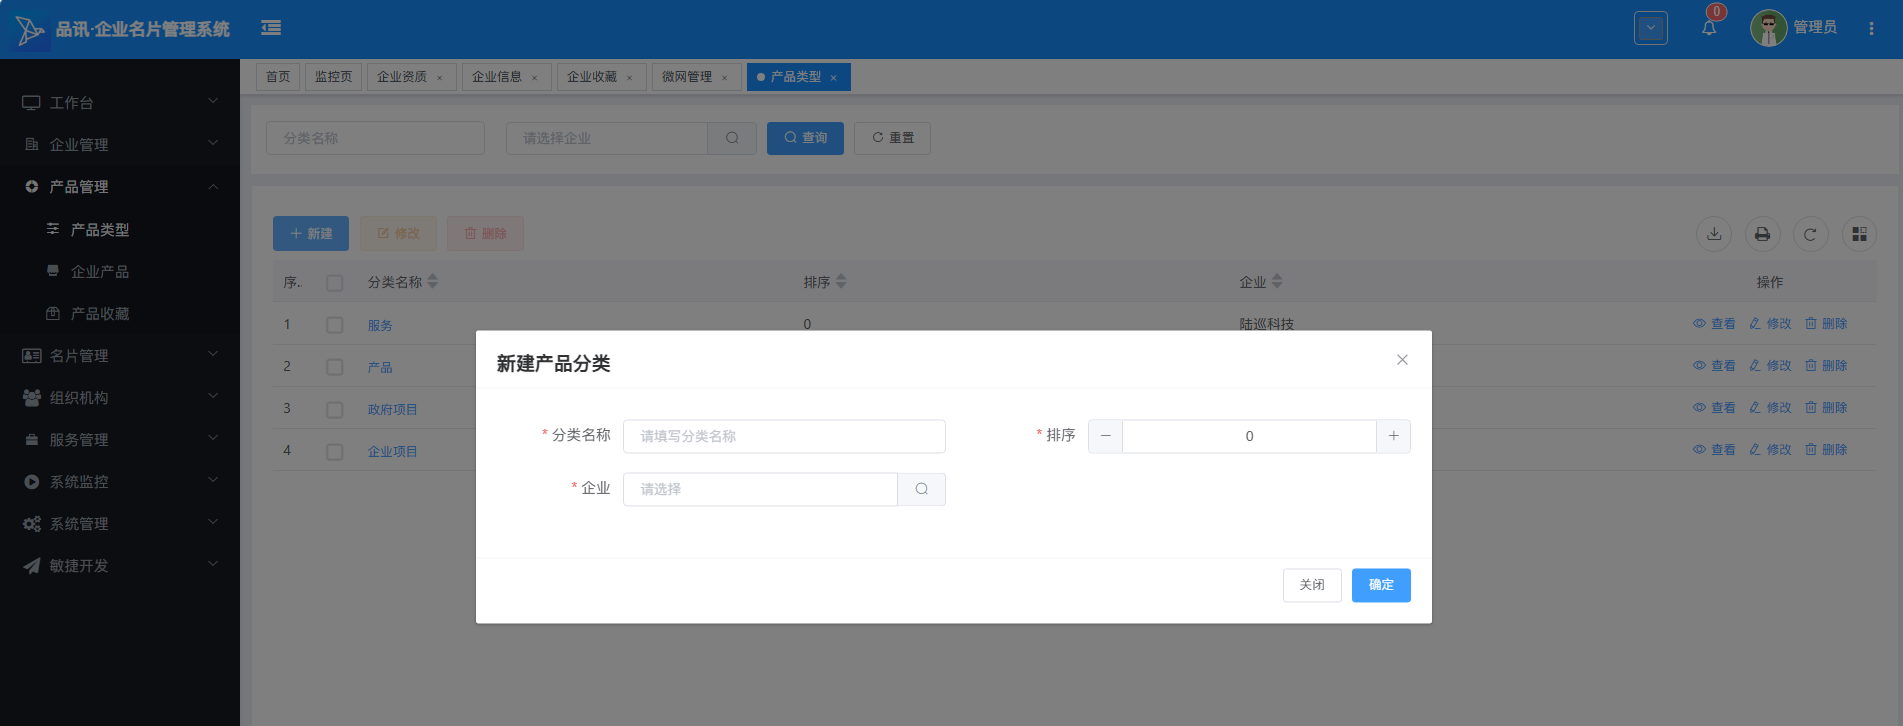 品讯·企业名片管理系统
0
管理员
首页 监控页 企业资质 × 企业信息 × 企业收藏 × 微网管理 × 产品类型 ×
工作台
企业管理
产品管理
产品类型
企业产品
产品收藏
名片管理
组织机构
服务管理
系统监控
系统管理
敏捷开发
分类名称 请选择企业 查询 重置
新建 修改 删除
序.. 分类名称 排序 企业 操作
1 服务 0 陆巡科技 查看 修改 删除
2 产品 查看 修改 删除
3 政府项目 查看 修改 删除
4 企业项目 查看 修改 删除
新建产品分类
* 分类名称 请填写分类名称 * 排序 0
* 企业 请选择
关闭 确定